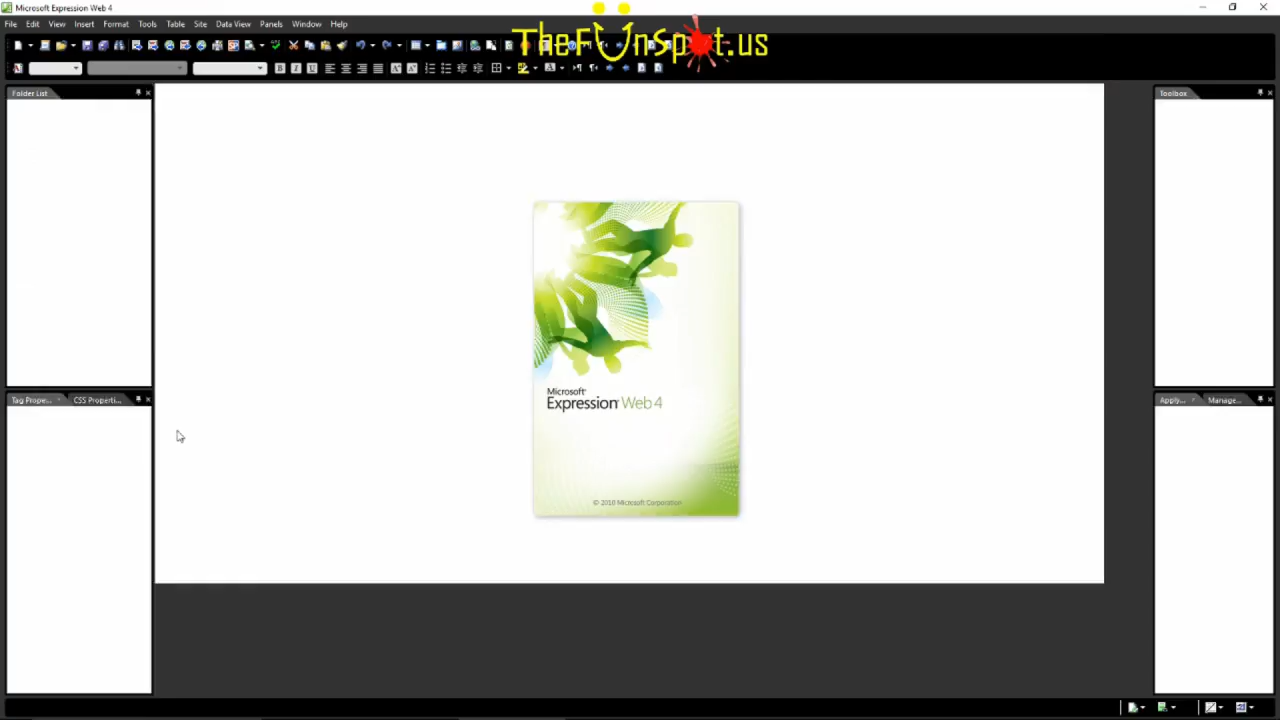 Microsoft Expression Web 4
File Edit View Insert Format Tools Table Site Data View Panels Window Help
TheFUnSpot.us
Folder List
Toolbox
Microsoft®
Expression® Web 4
Tag Prope... CSS Properti...
Apply... Manage...
© 2010 Microsoft Corporation